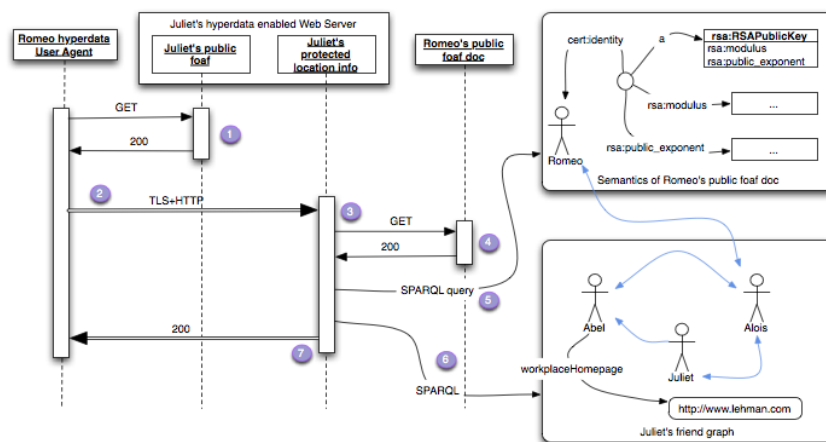 Juliet's hyperdata enabled Web Server
Romeo hyperdata
User Agent
Juliet's public
foaf
Juliet's
protected
location info
Romeo's public
foaf doc
GET
200
1
2
TLS+HTTP
3
GET
200
4
SPARQL query
5
200
7
6
SPARQL
cert:identity
a
rsa:RSAPublicKey
rsa:modulus
rsa:public_exponent
rsa:modulus
...
rsa:public_exponent
...
Romeo
Semantics of Romeo's public foaf doc
Abel
Alois
Juliet
workplaceHomepage
http://www.lehman.com
Juliet's friend graph